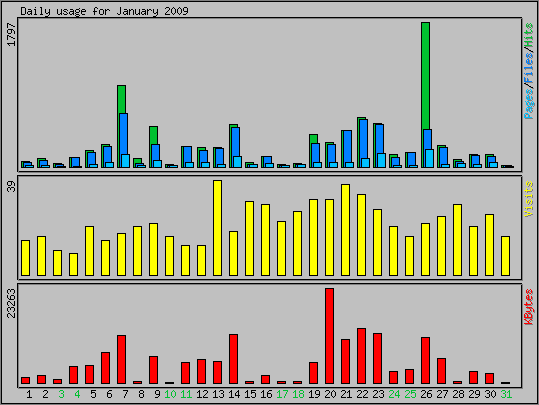 Daily usage for January 2009
1797
Pages/Files/Hits
39
Visits
23263
KBytes
1 2 3 4 5 6 7 8 9 10 11 12 13 14 15 16 17 18 19 20 21 22 23 24 25 26 27 28 29 30 31